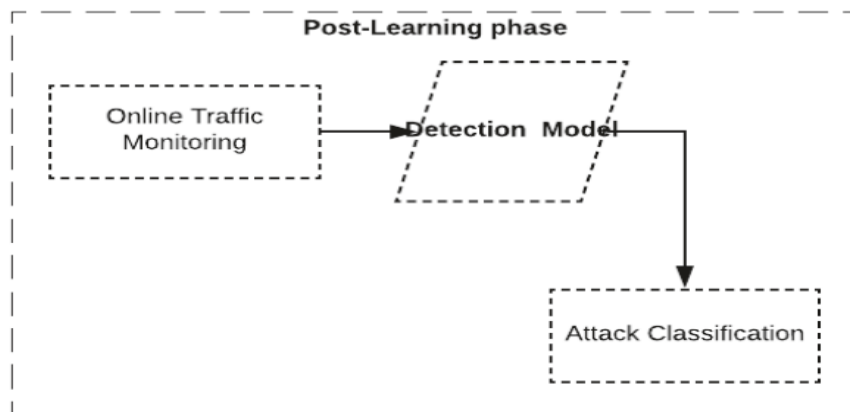 Post-Learning phase
Online Traffic
Monitoring
Detection Model
Attack Classification